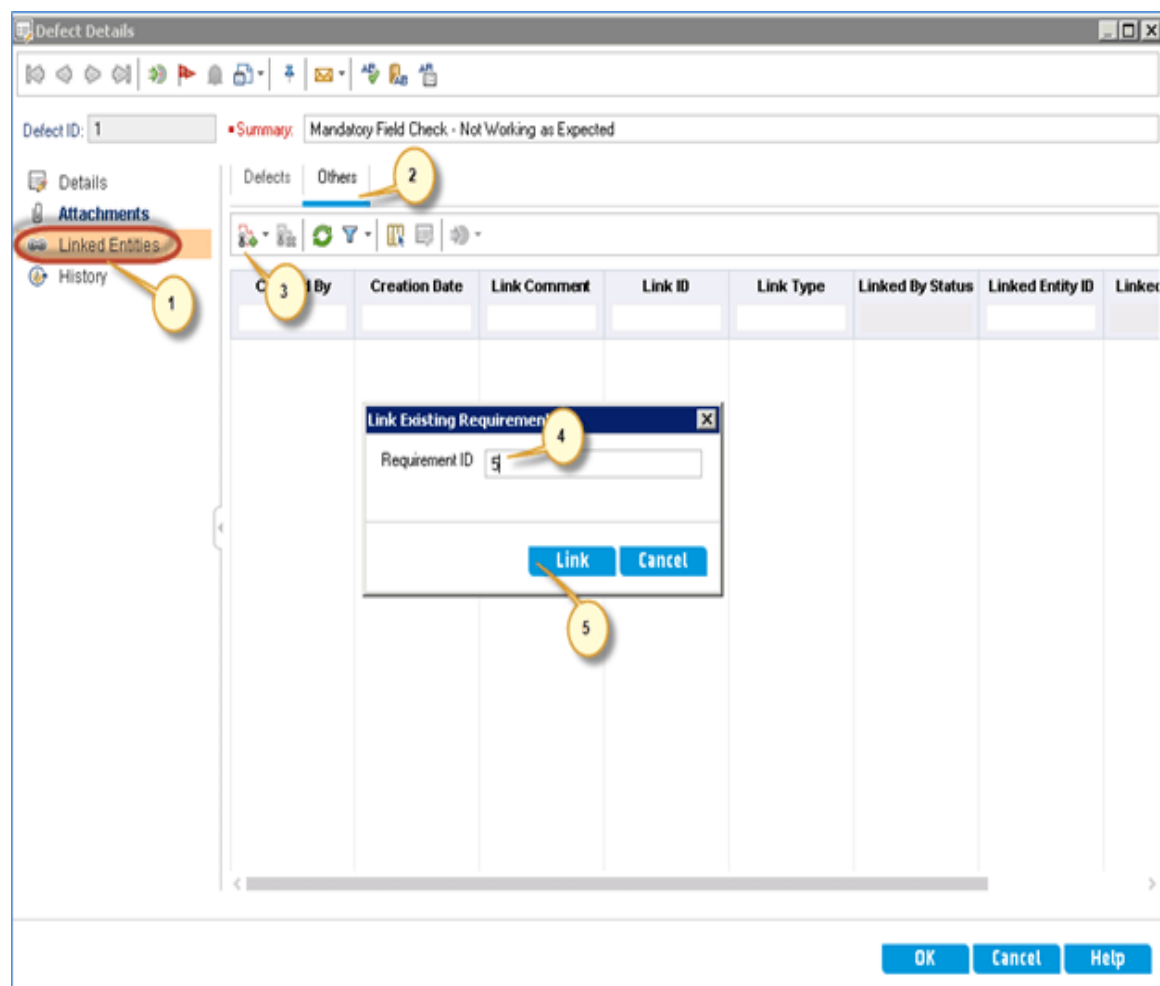 Defect Details
Defect ID: 1 Summary: Mandatory Field Check - Not Working as Expected
Details
Attachments
Linked Entities
History
1
Defects Others 2
3
By Creation Date Link Comment Link ID Link Type Linked By Status Linked Entity ID Linked
Link Existing Requirement
4
Requirement ID 5
Link Cancel
5
OK Cancel Help